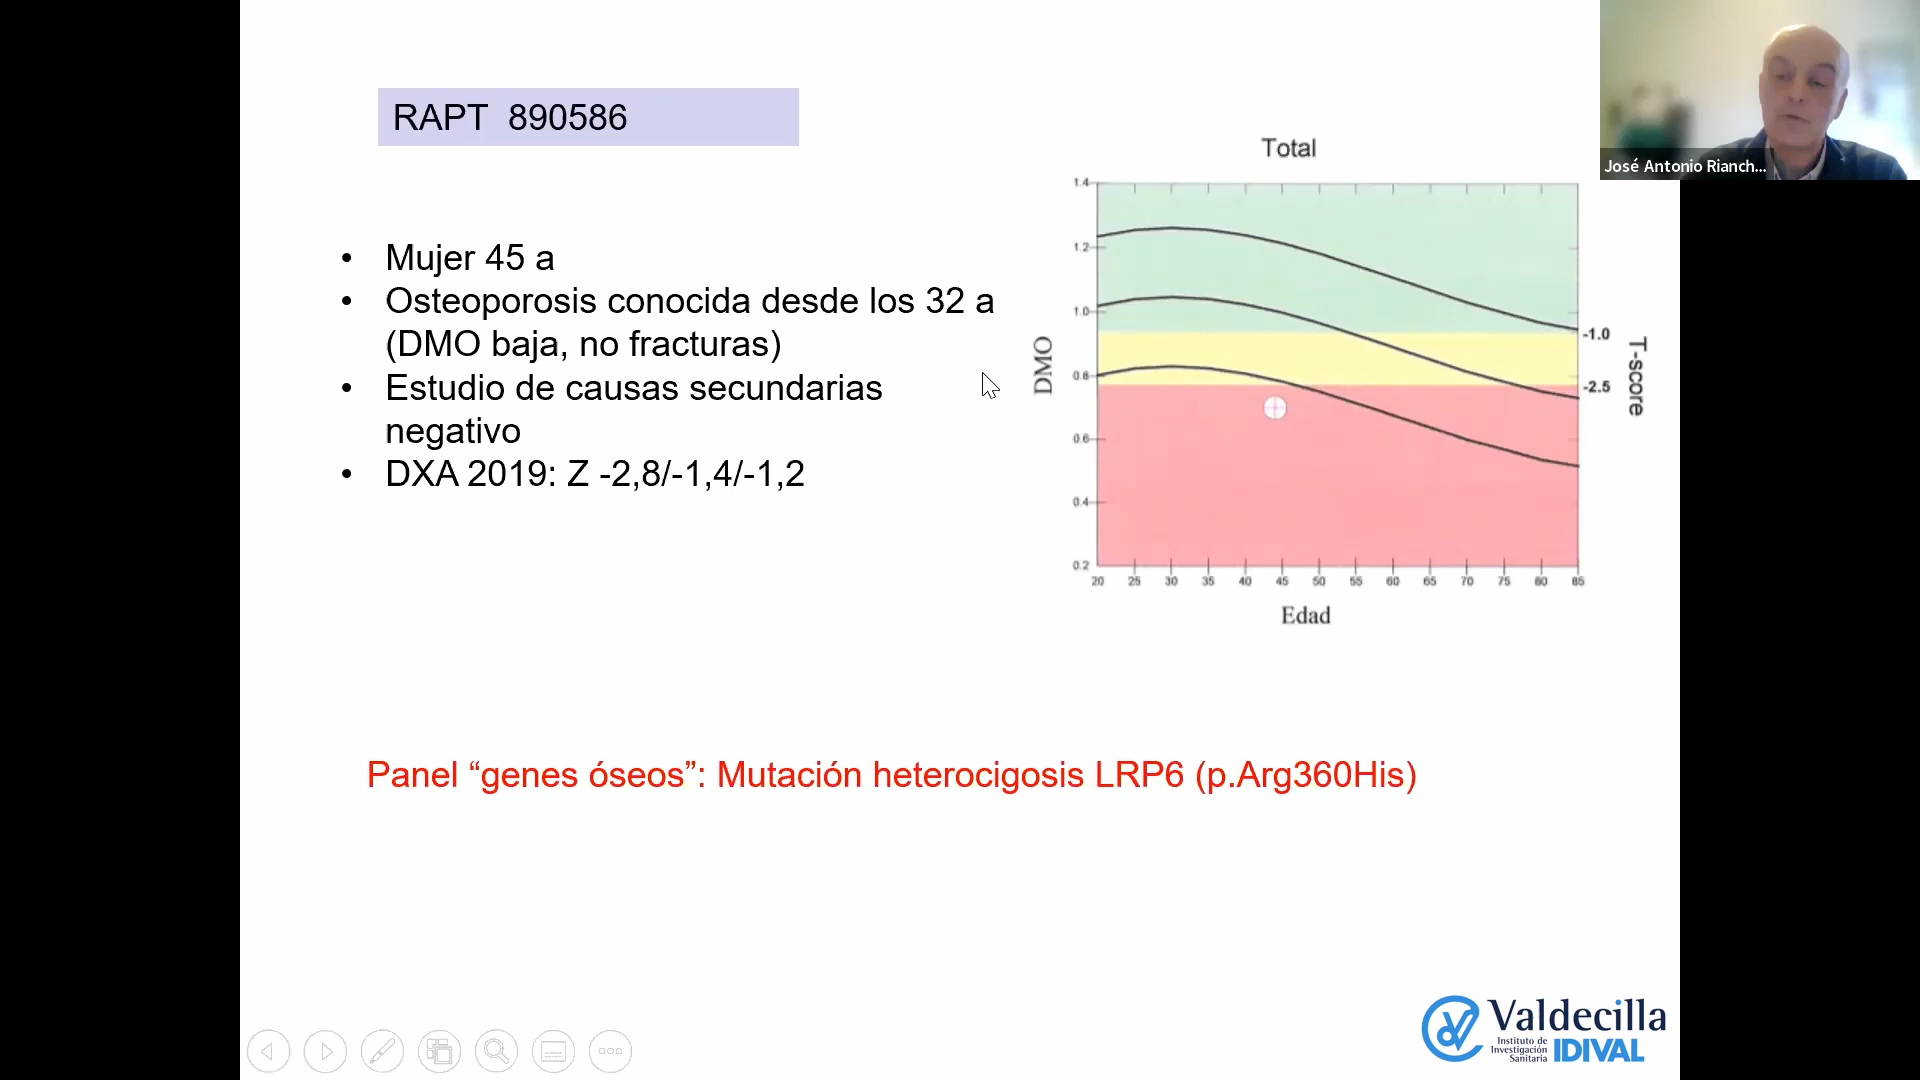 RAPT 890586
José Antonio Rianch...
• Mujer 45 a
• Osteoporosis conocida desde los 32 a
(DMO baja, no fracturas)
• Estudio de causas secundarias
negativo
• DXA 2019: Z -2,8/-1,4/-1,2
Total
1.4
1.2
1.0
0.8
0.6
0.4
0.2
DMO
-1.0
-2.5
T-score
20 25 30 35 40 45 50 55 60 65 70 75 80 85
Edad
Panel “genes óseos”: Mutación heterocigosis LRP6 (p.Arg360His)
Valdecilla
Instituto de
Investigación
Sanitaria
IDIVAL